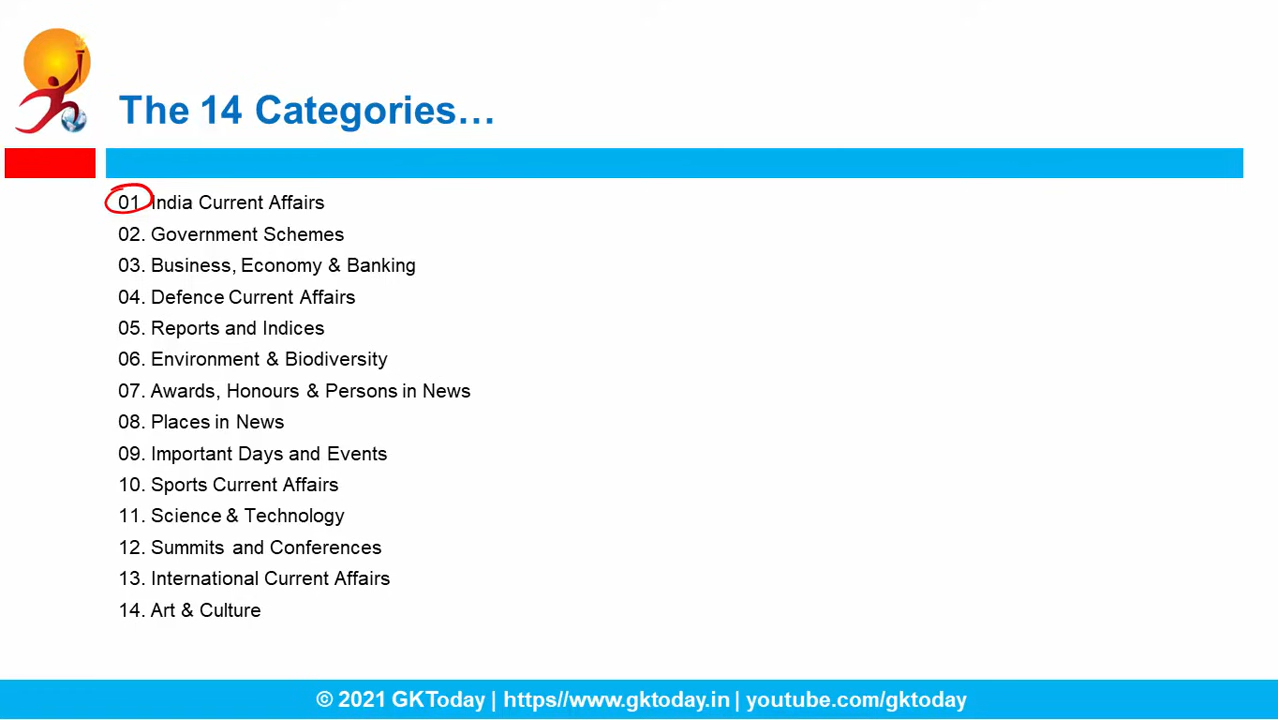 The 14 Categories...
01. India Current Affairs
02. Government Schemes
03. Business, Economy & Banking
04. Defence Current Affairs
05. Reports and Indices
06. Environment & Biodiversity
07. Awards, Honours & Persons in News
08. Places in News
09. Important Days and Events
10. Sports Current Affairs
11. Science & Technology
12. Summits and Conferences
13. International Current Affairs
14. Art & Culture
© 2021 GKToday | https//www.gktoday.in | youtube.com/gktoday